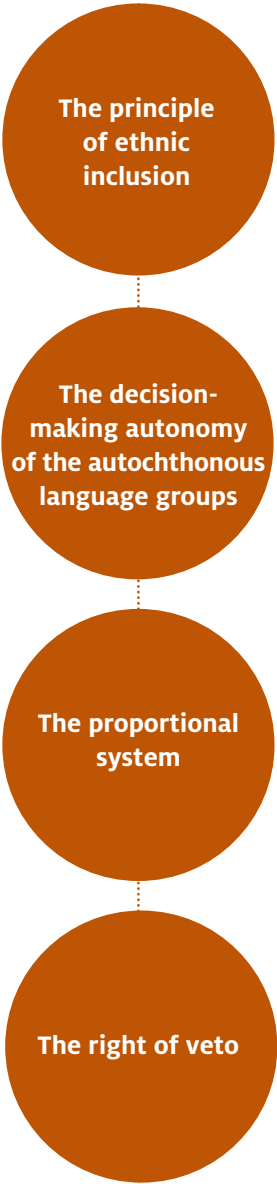 The principle
of ethnic
inclusion
The decision-
making autonomy
of the autochthonous
language groups
The proportional
system
The right of veto